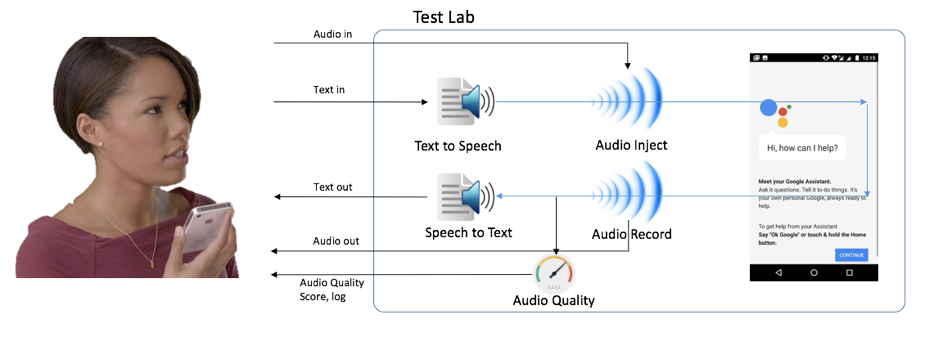 Test Lab
Audio in
Text in
Text to Speech
Audio Inject
Text out
Speech to Text
Audio Record
Audio out
Audio Quality
Score, log
Audio Quality
12:15
Hi, how can I help?
Meet your Google Assistant.
Ask it questions. Tell it to do things. It's
your own personal Google, always ready to
help.
To get help from your Assistant
Say "Ok Google" or touch & hold the Home
button.
CONTINUE